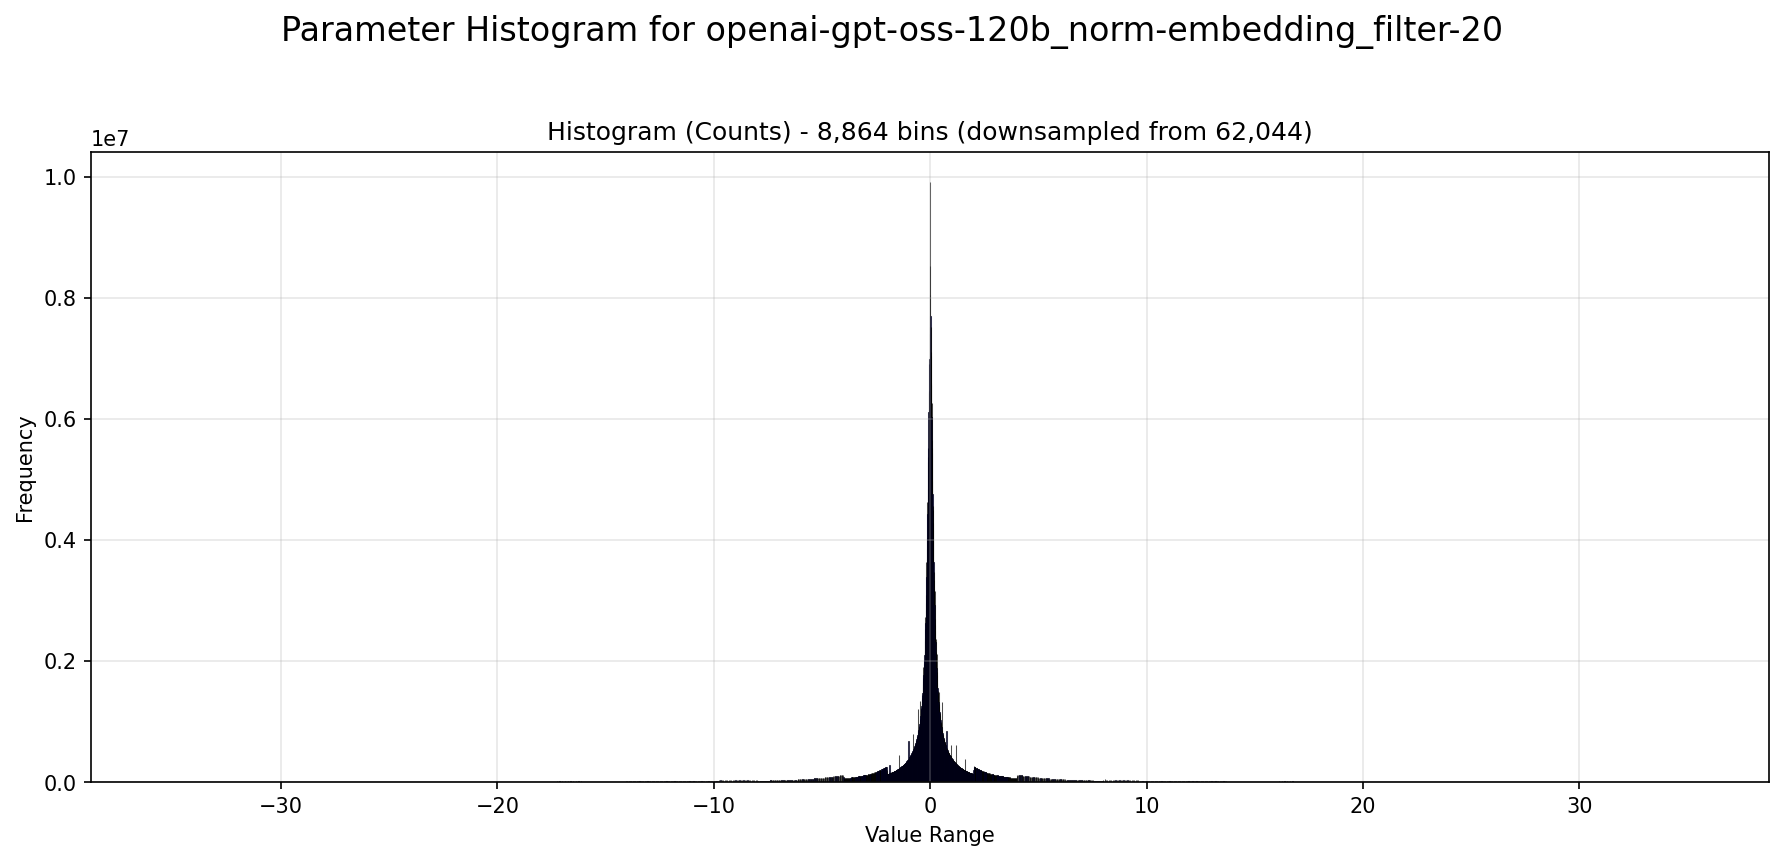 Parameter Histogram for openai-gpt-oss-120b_norm-embedding_filter-20
Histogram (Counts) - 8,864 bins (downsampled from 62,044)
1e7
1.0
0.8
0.6
0.4
0.2
0.0
Frequency
−30
−20
−10
0
10
20
30
Value Range